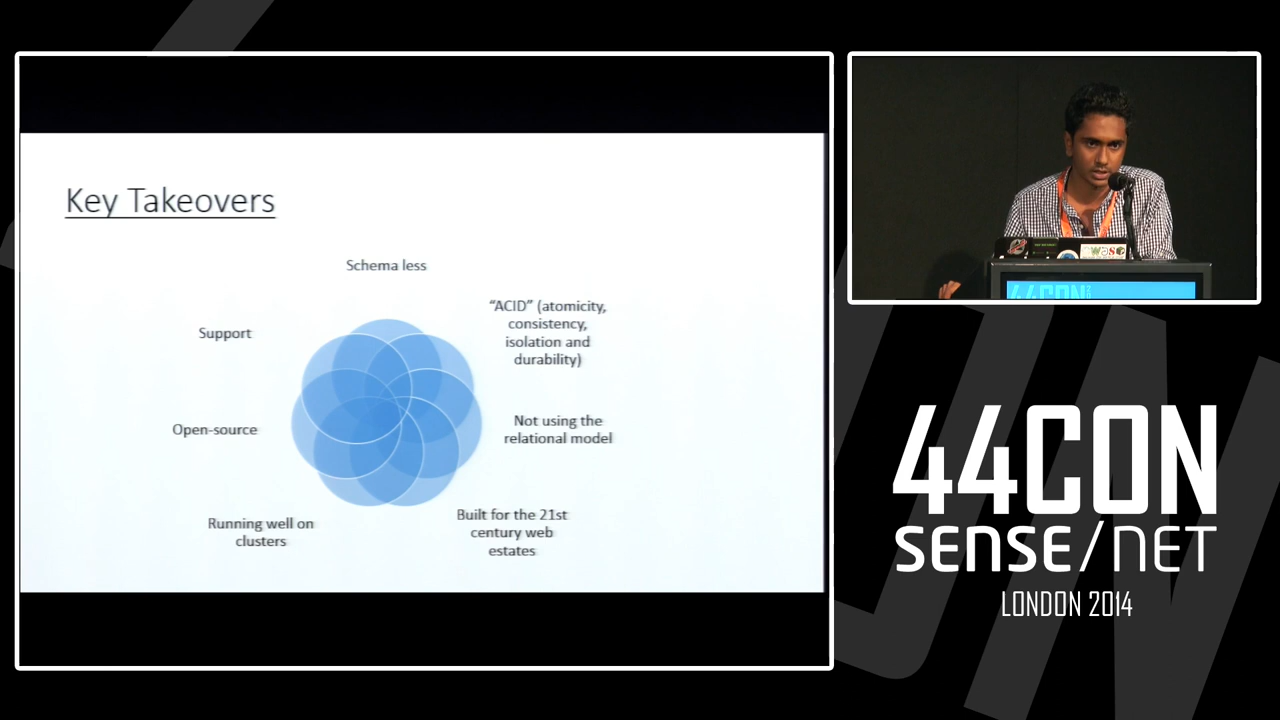 Key Takeovers
Schema less
“ACID” (atomicity,
consistency,
isolation and
durability)
Support
Not using the
relational model
Open-source
Built for the 21st
century web
estates
Running well on
clusters
44CON
44CON
SENSE/NET
LONDON 2014